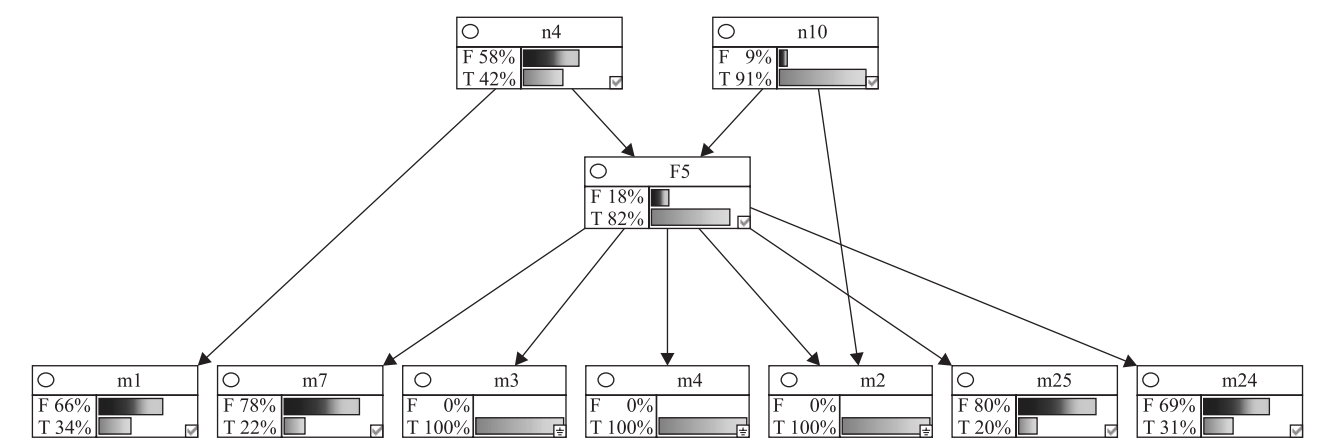 n4
F 58%
T 42%
n10
F 9%
T 91%
F5
F 18%
T 82%
m1
F 66%
T 34%
m7
F 78%
T 22%
m3
F 0%
T 100%
m4
F 0%
T 100%
m2
F 0%
T 100%
m25
F 80%
T 20%
m24
F 69%
T 31%